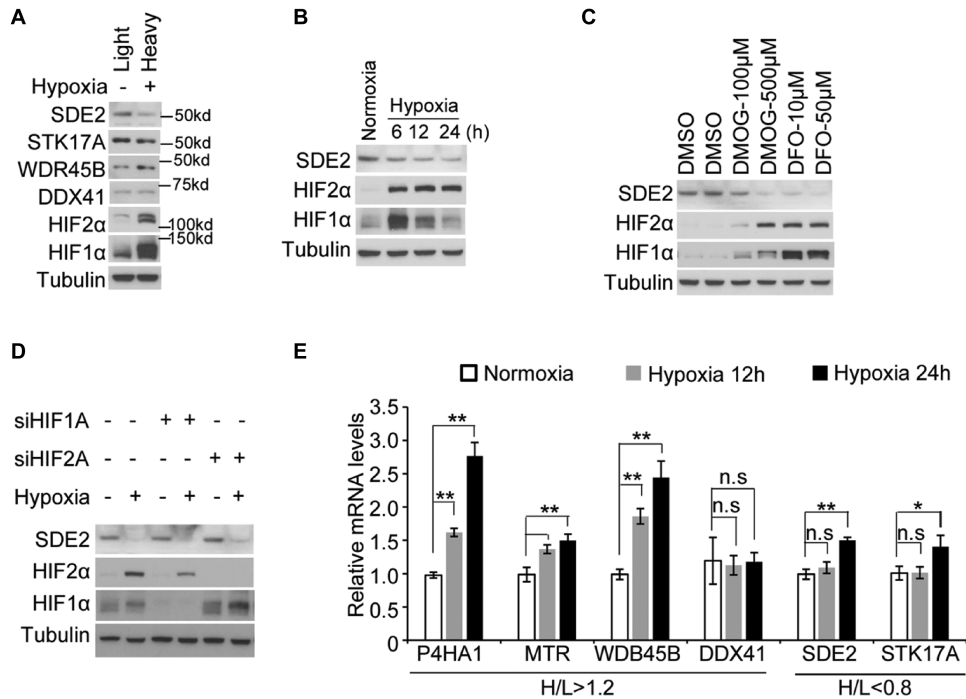 A
Light
Heavy
Hypoxia - +
SDE2
50kd
STK17A
50kd
WDR45B
75kd
DDX41
HIF2α
100kd
150kd
HIF1α
Tubulin
B
Normoxia
Hypoxia
6 12 24 (h)
SDE2
HIF2α
HIF1α
Tubulin
C
DMSO
DMSO
DMOG-100μM
DMOG-500μM
DFO-10μM
DFO-50μM
SDE2
HIF2α
HIF1α
Tubulin
D
siHIF1A - - + + - -
siHIF2A - - - - + +
Hypoxia - + - + - +
SDE2
HIF2α
HIF1α
Tubulin
E
Normoxia Hypoxia 12h Hypoxia 24h
Relative mRNA levels
3.5
3.0
2.5
2.0
1.5
1.0
0.5
0
**
**
**
**
**
n.s
n.s
**
n.s
*
n.s
P4HA1 MTR WDB45B DDX41 SDE2 STK17A
H/L>1.2 H/L<0.8